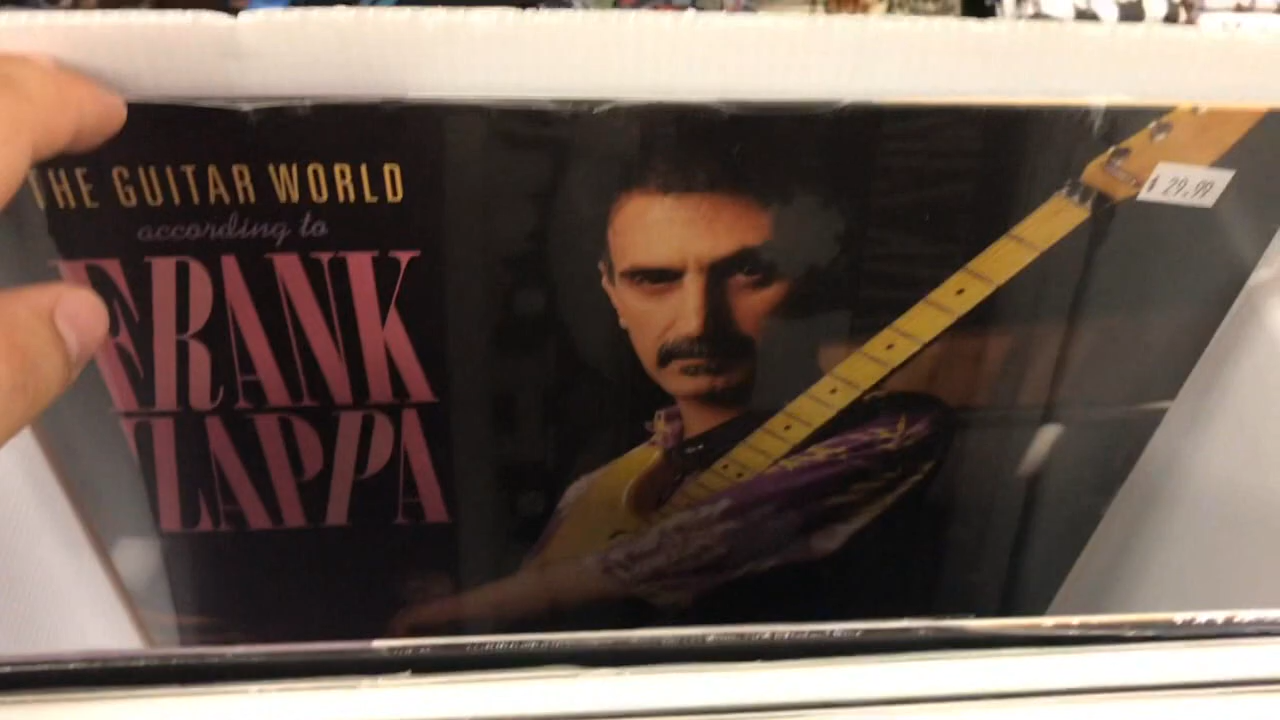 THE GUITAR WORLD
according to
FRANK
ZAPPA
$ 29.99